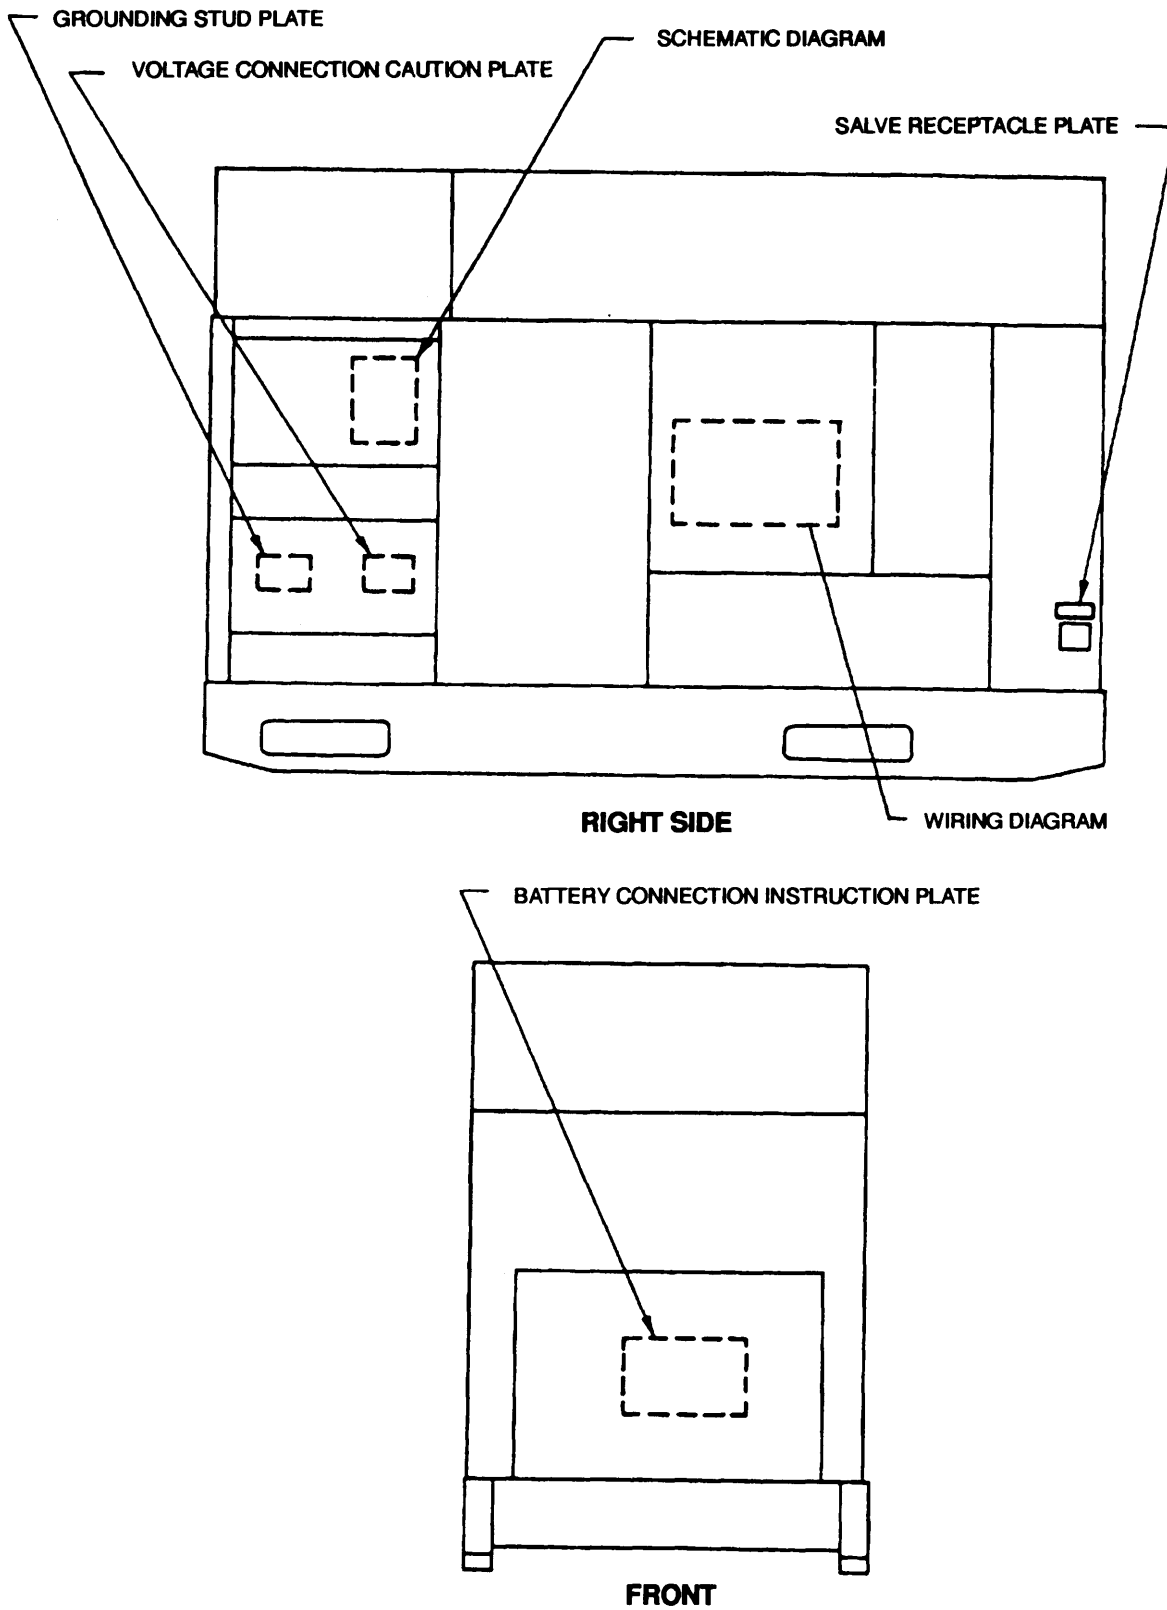 GROUNDING STUD PLATE
SCHEMATIC DIAGRAM
VOLTAGE CONNECTION CAUTION PLATE
SALVE RECEPTACLE PLATE
RIGHT SIDE
WIRING DIAGRAM
BATTERY CONNECTION INSTRUCTION PLATE
FRONT